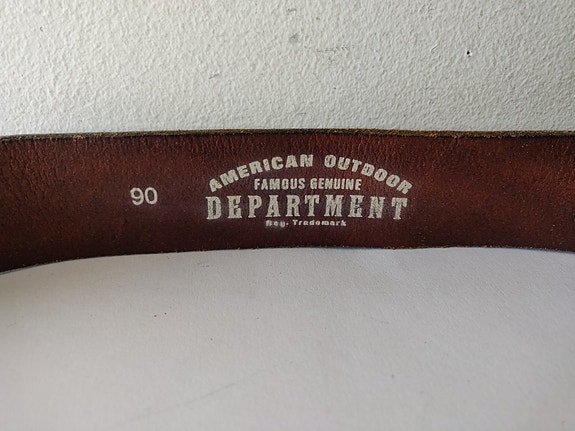 90
AMERICAN OUTDOOR
FAMOUS GENUINE
DEPARTMENT
Reg. Trademark